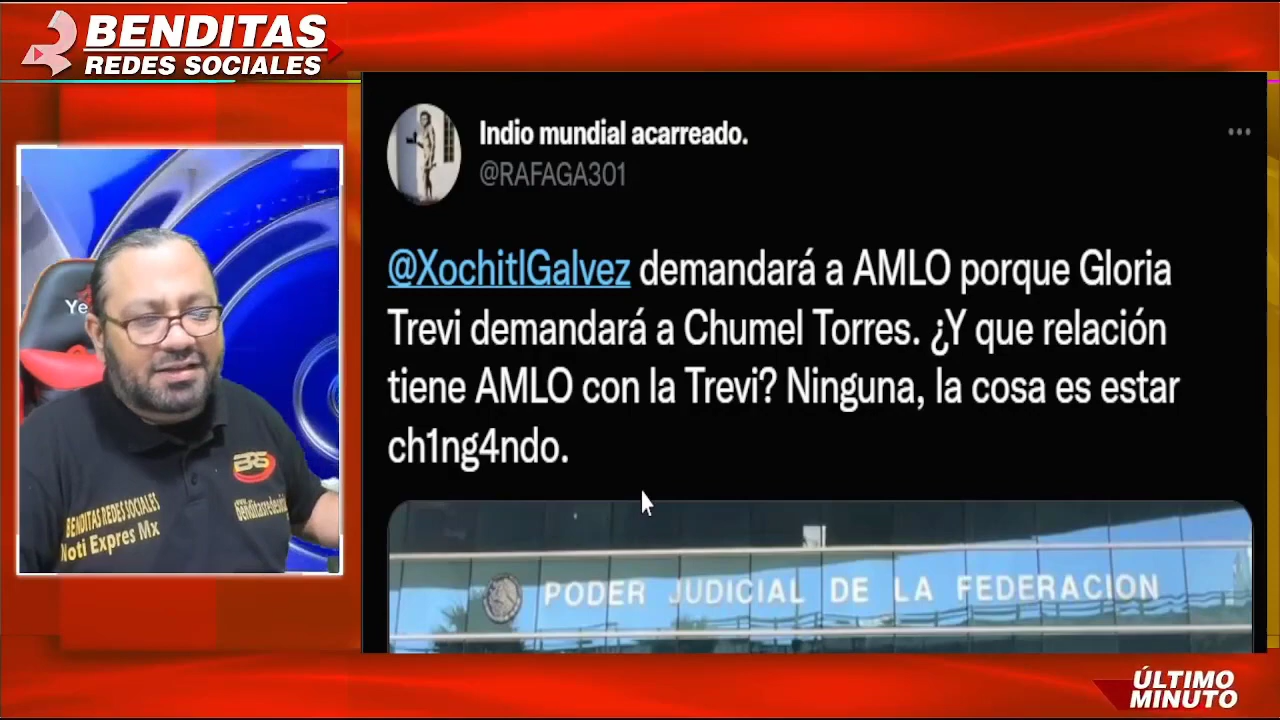 BENDITAS
REDES SOCIALES
Indio mundial acarreado.
@RAFAGA301
@XochitlGalvez demandará a AMLO porque Gloria
Trevi demandará a Chumel Torres. ¿Y que relación
tiene AMLO con la Trevi? Ninguna, la cosa es estar
ch1ng4ndo.
PODER JUDICIAL DE LA FEDERACION
Ye
BRS
BENDITAS REDES SOCIALES
Noti Expres Mx
ÚLTIMO
MINUTO